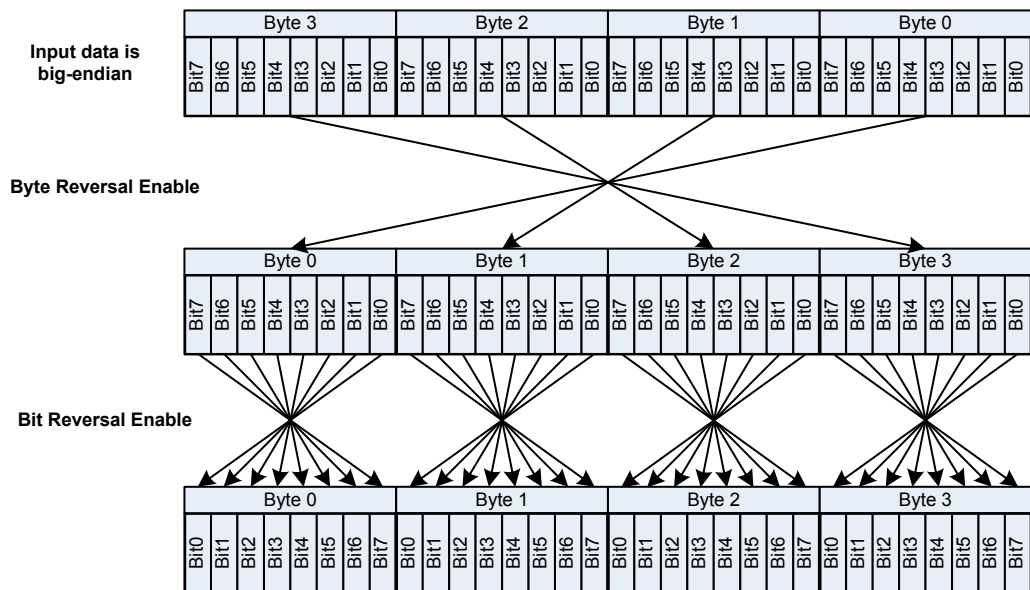 Byte 3 Byte 2 Byte 1 Byte 0
Input data is
big-endian
Bit7 Bit6 Bit5 Bit4 Bit3 Bit2 Bit1 Bit0 Bit7 Bit6 Bit5 Bit4 Bit3 Bit2 Bit1 Bit0 Bit7 Bit6 Bit5 Bit4 Bit3 Bit2 Bit1 Bit0 Bit7 Bit6 Bit5 Bit4 Bit3 Bit2 Bit1 Bit0
Byte Reversal Enable
Byte 0 Byte 1 Byte 2 Byte 3
Bit7 Bit6 Bit5 Bit4 Bit3 Bit2 Bit1 Bit0 Bit7 Bit6 Bit5 Bit4 Bit3 Bit2 Bit1 Bit0 Bit7 Bit6 Bit5 Bit4 Bit3 Bit2 Bit1 Bit0 Bit7 Bit6 Bit5 Bit4 Bit3 Bit2 Bit1 Bit0
Bit Reversal Enable
Byte 0 Byte 1 Byte 2 Byte 3
Bit0 Bit1 Bit2 Bit3 Bit4 Bit5 Bit6 Bit7 Bit0 Bit1 Bit2 Bit3 Bit4 Bit5 Bit6 Bit7 Bit0 Bit1 Bit2 Bit3 Bit4 Bit5 Bit6 Bit7 Bit0 Bit1 Bit2 Bit3 Bit4 Bit5 Bit6 Bit7